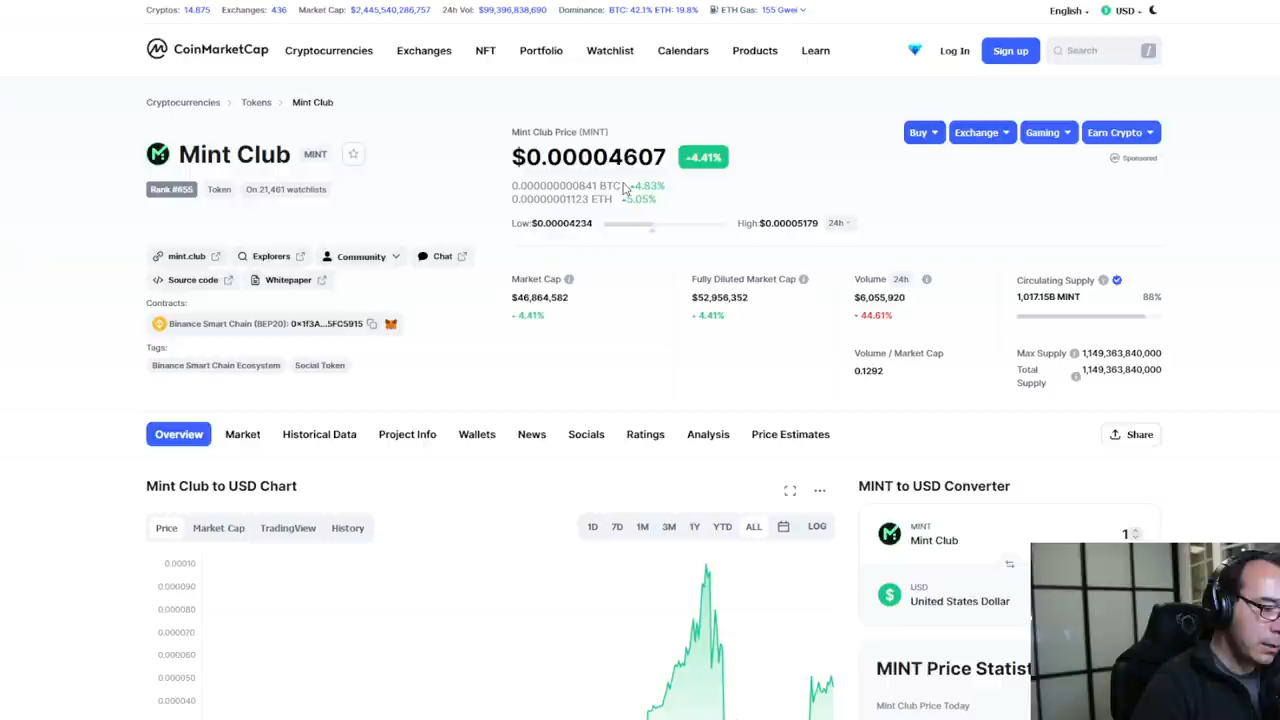 Cryptos: 14.875 Exchanges: 436 Market Cap: $2,445,540,286,757 24h Vol: $99,396,838,690 Dominance: BTC: 42.1% ETH: 19.8% ETH Gas: 155 Gwei English USD
CoinMarketCap Cryptocurrencies Exchanges NFT Portfolio Watchlist Calendars Products Learn Log In Sign up Search /
Cryptocurrencies > Tokens > Mint Club
Mint Club Price (MINT)
Buy Exchange Gaming Earn Crypto
Mint Club MINT
$0.00004607 4.41%
Sponsored
0.000000000841 BTC 4.83%
Rank #655 Token On 21,461 watchlists
0.00000001123 ETH 5.05%
Low:$0.00004234 High:$0.00005179 24h
mint.club Explorers Community Chat
Source code Whitepaper
Market Cap Fully Diluted Market Cap Volume 24h Circulating Supply
$46,864,582 $52,956,352 $6,055,920 1,017.15B MINT 88%
4.41% 4.41% 44.61%
Contracts:
Binance Smart Chain (BEP20): 0x1f3A...5FC5915
Tags:
Binance Smart Chain Ecosystem Social Token
Volume / Market Cap
0.1292
Max Supply 1,149,363,840,000
Total Supply 1,149,363,840,000
Overview Market Historical Data Project Info Wallets News Socials Ratings Analysis Price Estimates Share
Mint Club to USD Chart
MINT to USD Converter
Price Market Cap TradingView History 1D 7D 1M 3M 1Y YTD ALL LOG
MINT
Mint Club 1
USD
United States Dollar
0.00010
0.000090
0.000080
0.000070
0.000060
0.000050
0.000040
MINT Price Statist
Mint Club Price Today